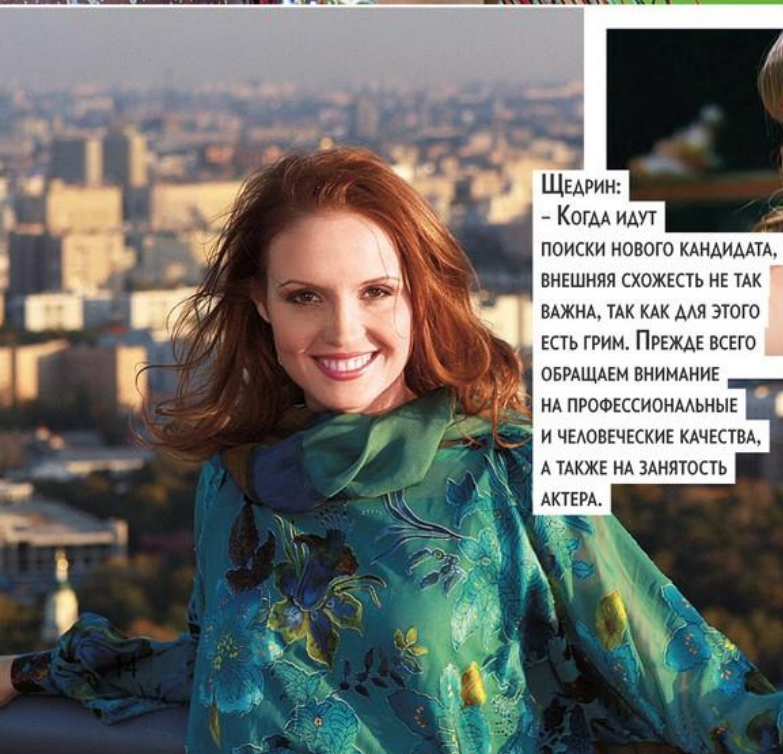 Щедрин:
– Когда идут
поиски нового кандидата,
внешняя схожесть не так
важна, так как для этого
есть грим. Прежде всего
обращаем внимание
на профессиональные
и человеческие качества,
а также на занятость
актера.
14